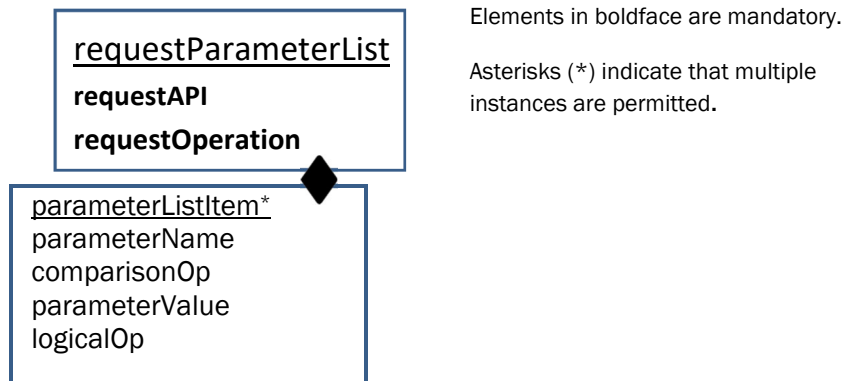 requestParameterList
requestAPI
requestOperation
parameterListItem*
parameterName
comparisonOp
parameterValue
logicalOp
Elements in boldface are mandatory.
Asterisks (*) indicate that multiple
instances are permitted.